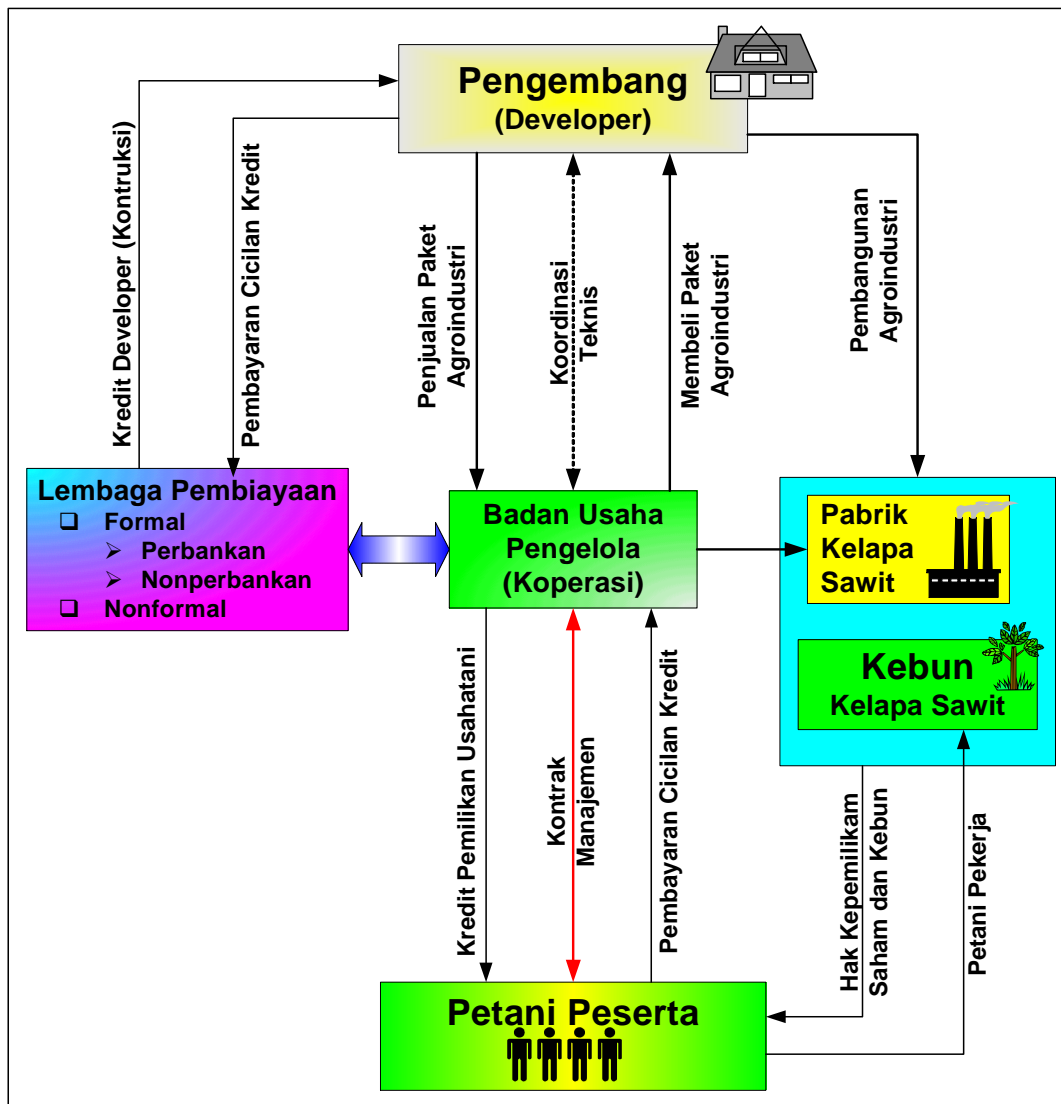 Pengembang
(Developer)
Kredit Developer (Kontruksi)
Pembayaran Cicilan Kredit
Penjualan Paket
Agroindustri
Koordinasi
Teknis
Membeli Paket
Agroindustri
Pembangunan
Agroindustri
Lembaga Pembiayaan
❑ Formal
➢ Perbankan
➢ Nonperbankan
❑ Nonformal
Badan Usaha
Pengelola
(Koperasi)
Pabrik
Kelapa
Sawit
Kebun
Kelapa Sawit
Kredit Pemilikan Usahatani
Kontrak
Manajemen
Pembayaran Cicilan Kredit
Hak Kepemilikam
Saham dan Kebun
Petani Pekerja
Petani Peserta